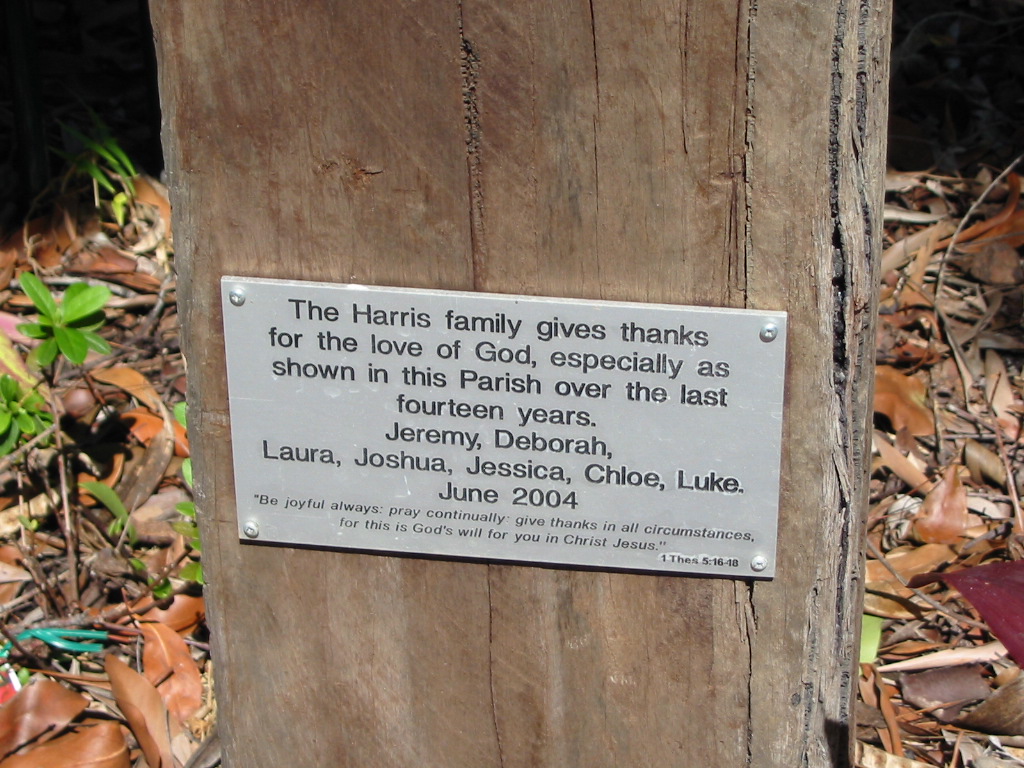 The Harris family gives thanks
for the love of God, especially as
shown in this Parish over the last
fourteen years.
Jeremy, Deborah,
Laura, Joshua, Jessica, Chloe, Luke.
June 2004
"Be joyful always: pray continually: give thanks in all circumstances,
for this is God's will for you in Christ Jesus."
1 Thes 5:16-18